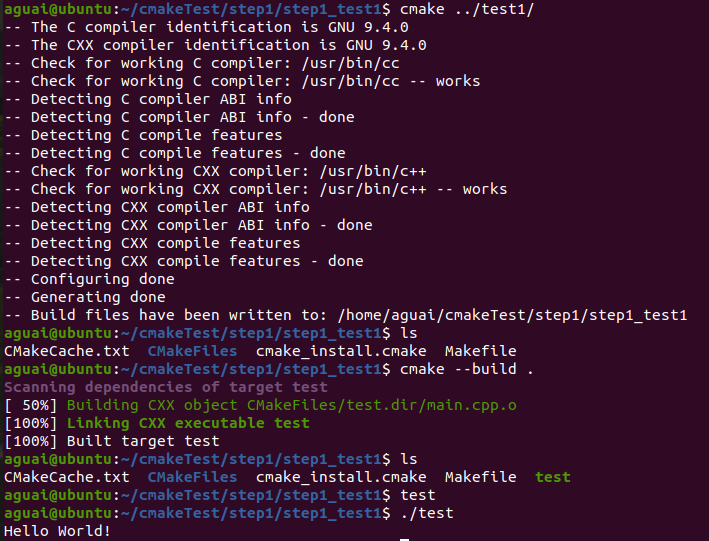 aguai@ubuntu:~/cmakeTest/step1/step1_test1$ cmake ../test1/
-- The C compiler identification is GNU 9.4.0
-- The CXX compiler identification is GNU 9.4.0
-- Check for working C compiler: /usr/bin/cc
-- Check for working C compiler: /usr/bin/cc -- works
-- Detecting C compiler ABI info
-- Detecting C compiler ABI info - done
-- Detecting C compile features
-- Detecting C compile features - done
-- Check for working CXX compiler: /usr/bin/c++
-- Check for working CXX compiler: /usr/bin/c++ -- works
-- Detecting CXX compiler ABI info
-- Detecting CXX compiler ABI info - done
-- Detecting CXX compile features
-- Detecting CXX compile features - done
-- Configuring done
-- Generating done
-- Build files have been written to: /home/aguai/cmakeTest/step1/step1_test1
aguai@ubuntu:~/cmakeTest/step1/step1_test1$ ls
CMakeCache.txt  CMakeFiles  cmake_install.cmake  Makefile
aguai@ubuntu:~/cmakeTest/step1/step1_test1$ cmake --build .
Scanning dependencies of target test
[ 50%] Building CXX object CMakeFiles/test.dir/main.cpp.o
[100%] Linking CXX executable test
[100%] Built target test
aguai@ubuntu:~/cmakeTest/step1/step1_test1$ ls
CMakeCache.txt  CMakeFiles  cmake_install.cmake  Makefile  test
aguai@ubuntu:~/cmakeTest/step1/step1_test1$ test
aguai@ubuntu:~/cmakeTest/step1/step1_test1$ ./test
Hello World!